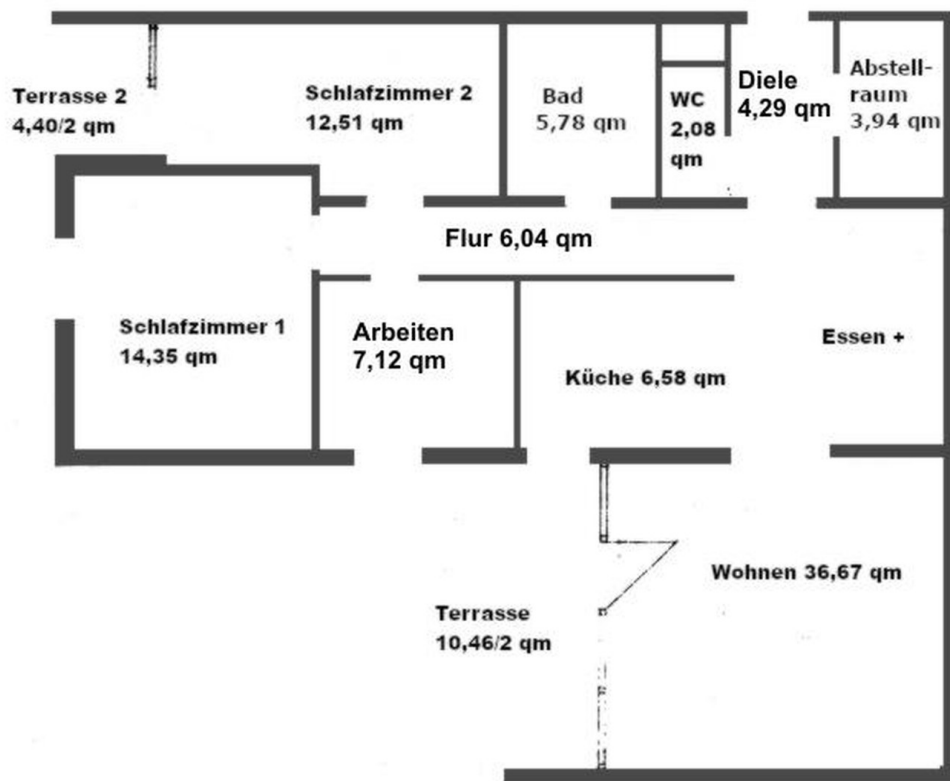 Terrasse 2
4,40/2 qm
Schlafzimmer 2
12,51 qm
Bad
5,78 qm
WC
2,08
qm
Diele
4,29 qm
Abstell-
raum
3,94 qm
Flur 6,04 qm
Schlafzimmer 1
14,35 qm
Arbeiten
7,12 qm
Küche 6,58 qm
Essen +
Wohnen 36,67 qm
Terrasse
10,46/2 qm